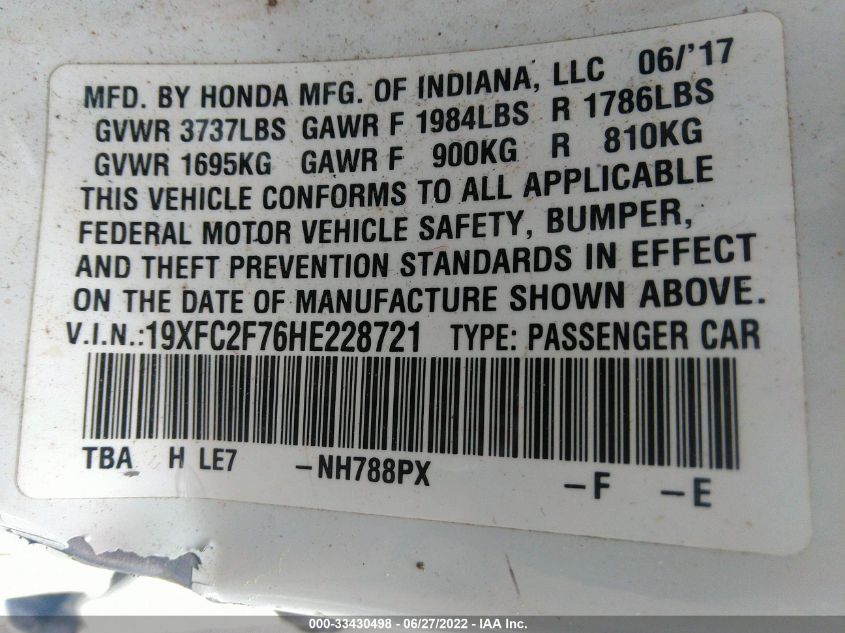 MFD. BY HONDA MFG. OF INDIANA, LLC 06/'17
GVWR 3737LBS GAWR F 1984LBS R 1786LBS
GVWR 1695KG GAWR F 900KG R 810KG
THIS VEHICLE CONFORMS TO ALL APPLICABLE
FEDERAL MOTOR VEHICLE SAFETY, BUMPER,
AND THEFT PREVENTION STANDARDS IN EFFECT
ON THE DATE OF MANUFACTURE SHOWN ABOVE.
V.I.N.:19XFC2F76HE228721 TYPE: PASSENGER CAR
TBA H LE7 -NH788PX -F -E
000-33430498 - 06/27/2022 - IAA Inc.